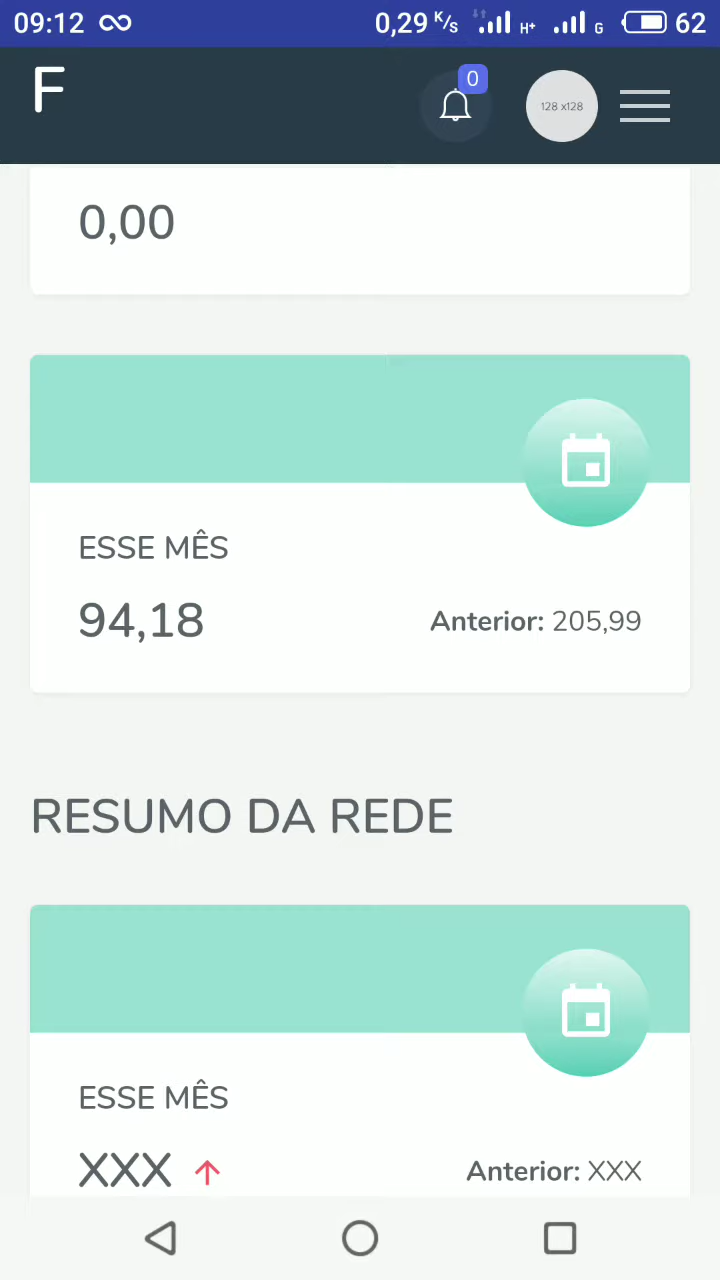 09:12 0,29 K/s H+ G 62
F
0
128 x128
0,00
ESSE MÊS
94,18 Anterior: 205,99
RESUMO DA REDE
ESSE MÊS
XXX Anterior: XXX